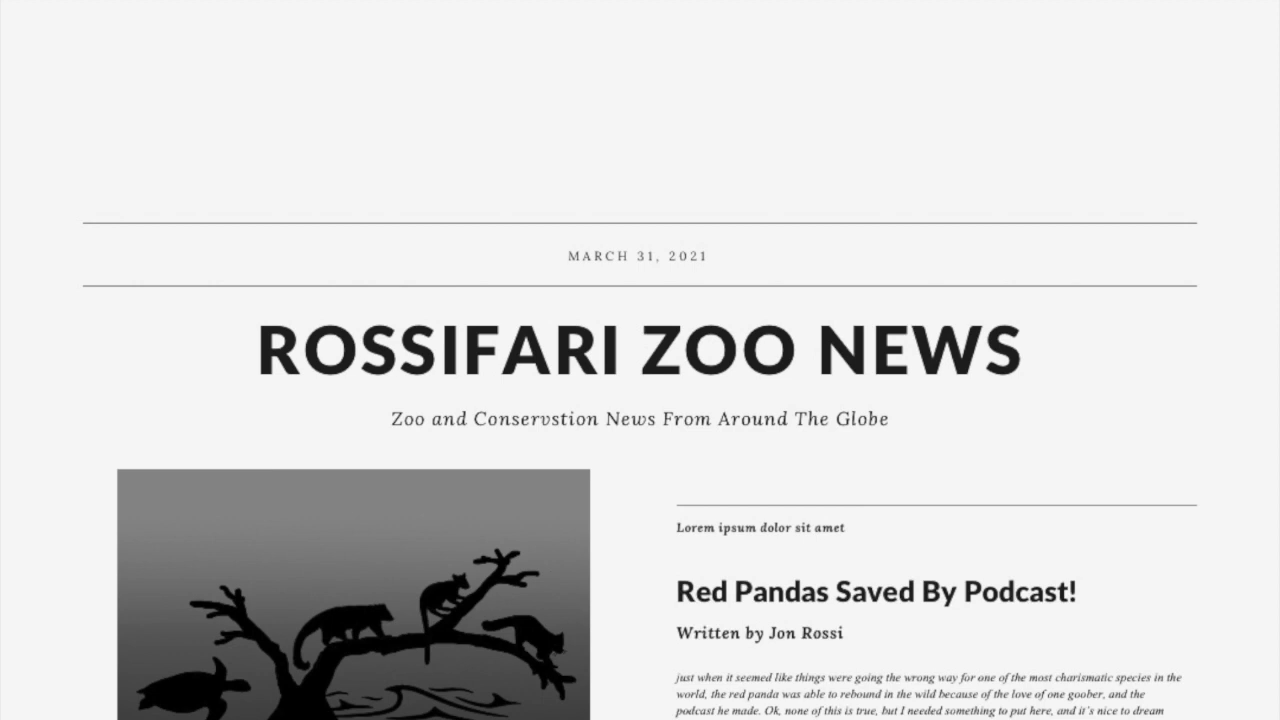 MARCH 31, 2021
ROSSIFARI ZOO NEWS
Zoo and Conservstion News From Around The Globe
Lorem ipsum dolor sit amet
Red Pandas Saved By Podcast!
Written by Jon Rossi
just when it seemed like things were going the wrong way for one of the most charismatic species in the
world, the red panda was able to rebound in the wild because of the love of one goober, and the
podcast he made. Ok, none of this is true, but I needed something to put here, and it's nice to dream